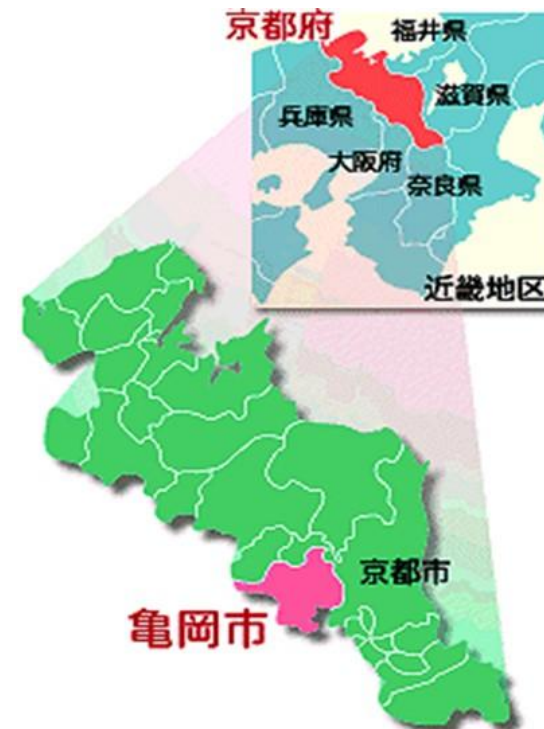 京都府
福井県
滋賀県
兵庫県
大阪府
奈良県
近畿地区
京都市
亀岡市